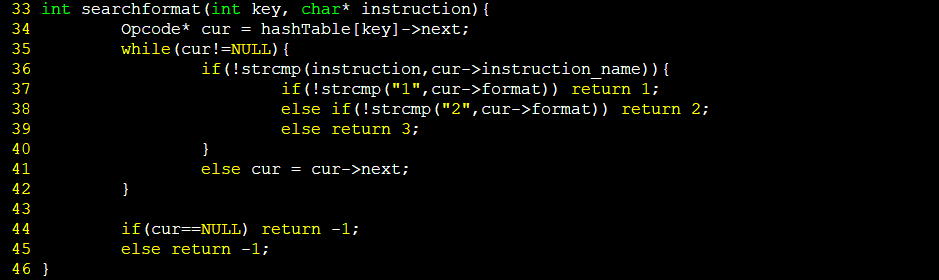 33 int searchformat(int key, char* instruction){
34         Opcode* cur = hashTable[key]->next;
35         while(cur!=NULL){
36                 if(!strcmp(instruction,cur->instruction_name)){
37                         if(!strcmp("1",cur->format)) return 1;
38                         else if(!strcmp("2",cur->format)) return 2;
39                         else return 3;
40                 }
41                 else cur = cur->next;
42         }
43
44         if(cur==NULL) return -1;
45         else return -1;
46 }